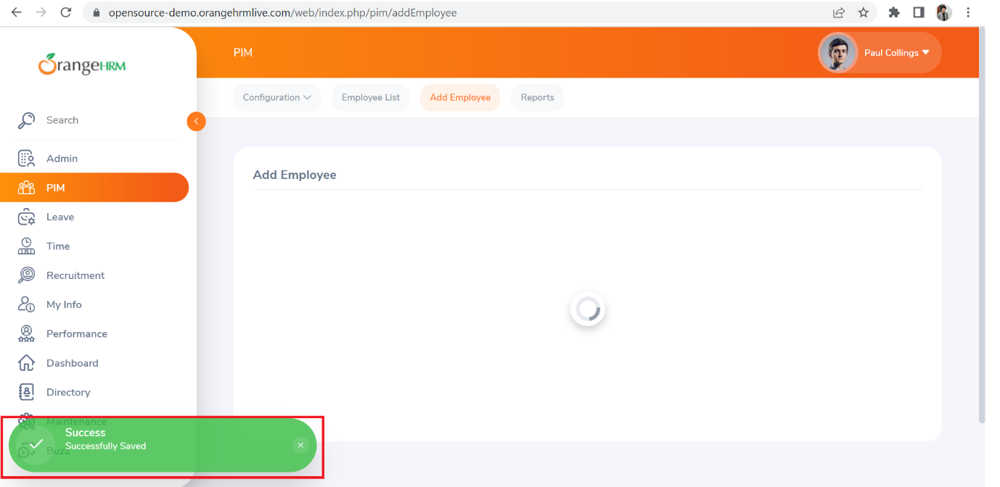 opensource-demo.orangehrmlive.com/web/index.php/pim/addEmployee
OrangeHRM
PIM
Paul Collings
Configuration
Employee List
Add Employee
Reports
Search
Admin
PIM
Leave
Time
Recruitment
My Info
Performance
Dashboard
Directory
Maintenance
Buzz
Add Employee
Success
Successfully Saved